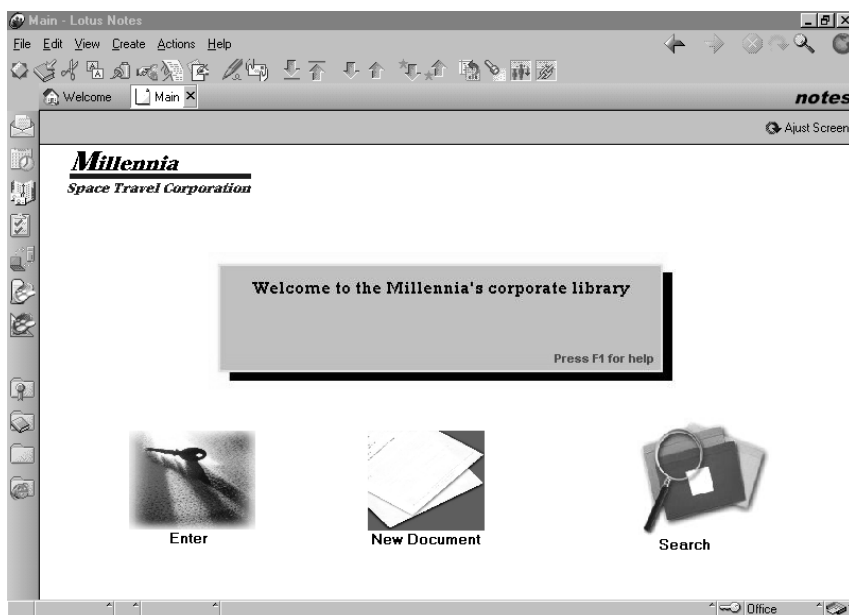 Main - Lotus Notes
File Edit View Create Actions Help
Welcome Main notes
Ajust Screen
Millennia
Space Travel Corporation
Welcome to the Millennia's corporate library
Press F1 for help
Enter New Document Search
Office